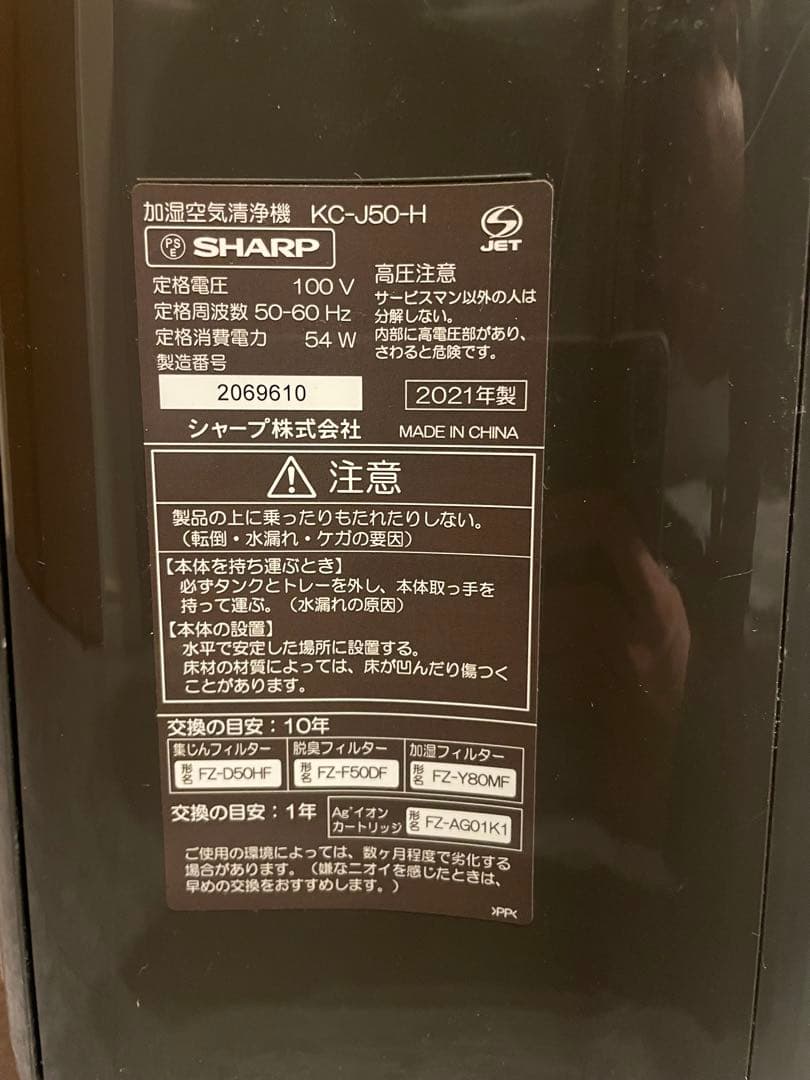 加湿空気清浄機 KC-J50-H
PSE SHARP
JET
定格電圧 100 V
定格周波数 50-60 Hz
定格消費電力 54 W
製造番号
2069610
高圧注意
サービスマン以外の人は
分解しない。
内部に高電圧部があり、
さわると危険です。
2021年製
シャープ株式会社 MADE IN CHINA
注意
製品の上に乗ったりもたれたりしない。
（転倒・水漏れ・ケガの要因）
【本体を持ち運ぶとき】
必ずタンクとトレーを外し、本体取っ手を
持って運ぶ。（水漏れの原因）
【本体の設置】
水平で安定した場所に設置する。
床材の材質によっては、床が凹んだり傷つく
ことがあります。
交換の目安：10年
集じんフィルター
形名 FZ-D50HF
脱臭フィルター
形名 FZ-F50DF
加湿フィルター
形名 FZ-Y80MF
交換の目安：1年
Ag⁺イオン
カートリッジ
形名 FZ-AG01K1
ご使用の環境によっては、数ヶ月程度で劣化する
場合があります。（嫌なニオイを感じたときは、
早めの交換をおすすめします。）
>PP<